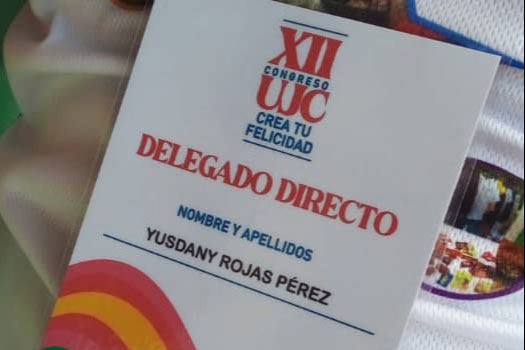 XII
CONGRESO
UJC
CREA TU
FELICIDAD
DELEGADO DIRECTO
NOMBRE Y APELLIDOS
YUSDANY ROJAS PÉREZ